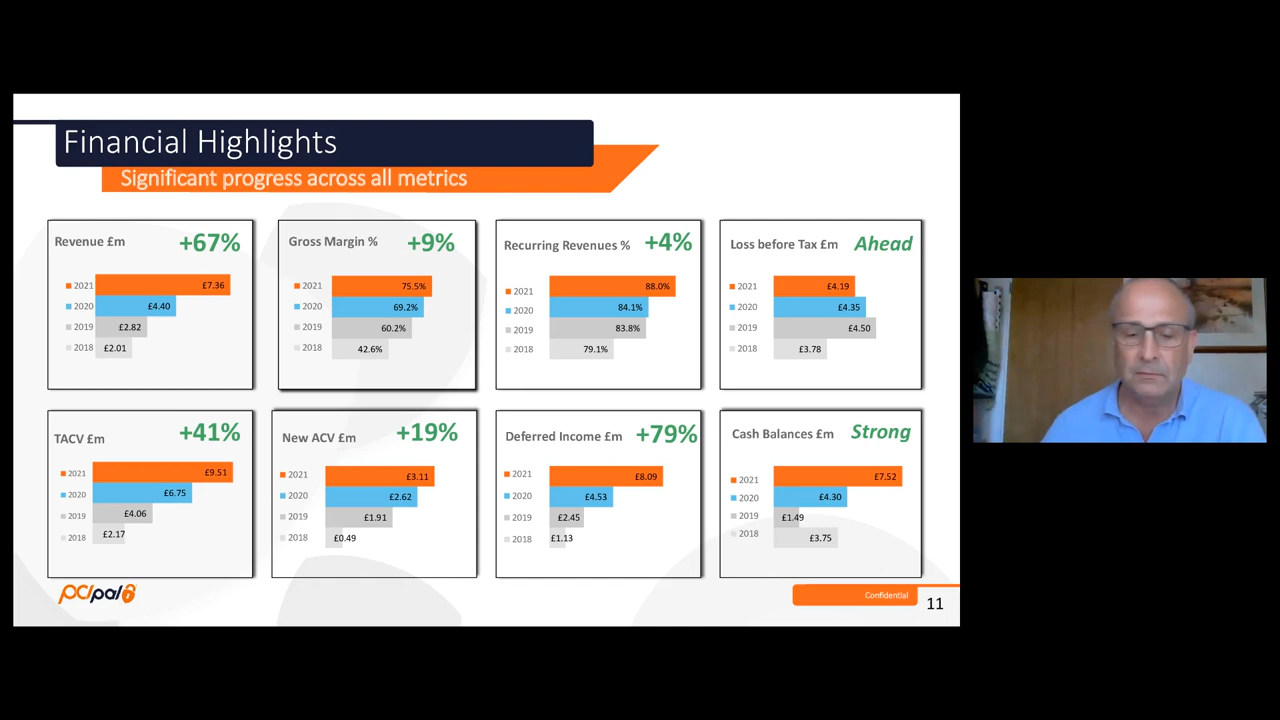 Financial Highlights
Significant progress across all metrics
Revenue £m +67%
2021 £7.36
2020 £4.40
2019 £2.82
2018 £2.01
Gross Margin % +9%
2021 75.5%
2020 69.2%
2019 60.2%
2018 42.6%
Recurring Revenues % +4%
2021 88.0%
2020 84.1%
2019 83.8%
2018 79.1%
Loss before Tax £m Ahead
2021 £4.19
2020 £4.35
2019 £4.50
2018 £3.78
TACV £m +41%
2021 £9.51
2020 £6.75
2019 £4.06
2018 £2.17
New ACV £m +19%
2021 £3.11
2020 £2.62
2019 £1.91
2018 £0.49
Deferred Income £m +79%
2021 £8.09
2020 £4.53
2019 £2.45
2018 £1.13
Cash Balances £m Strong
2021 £7.52
2020 £4.30
2019 £1.49
2018 £3.75
pcipal
Confidential
11